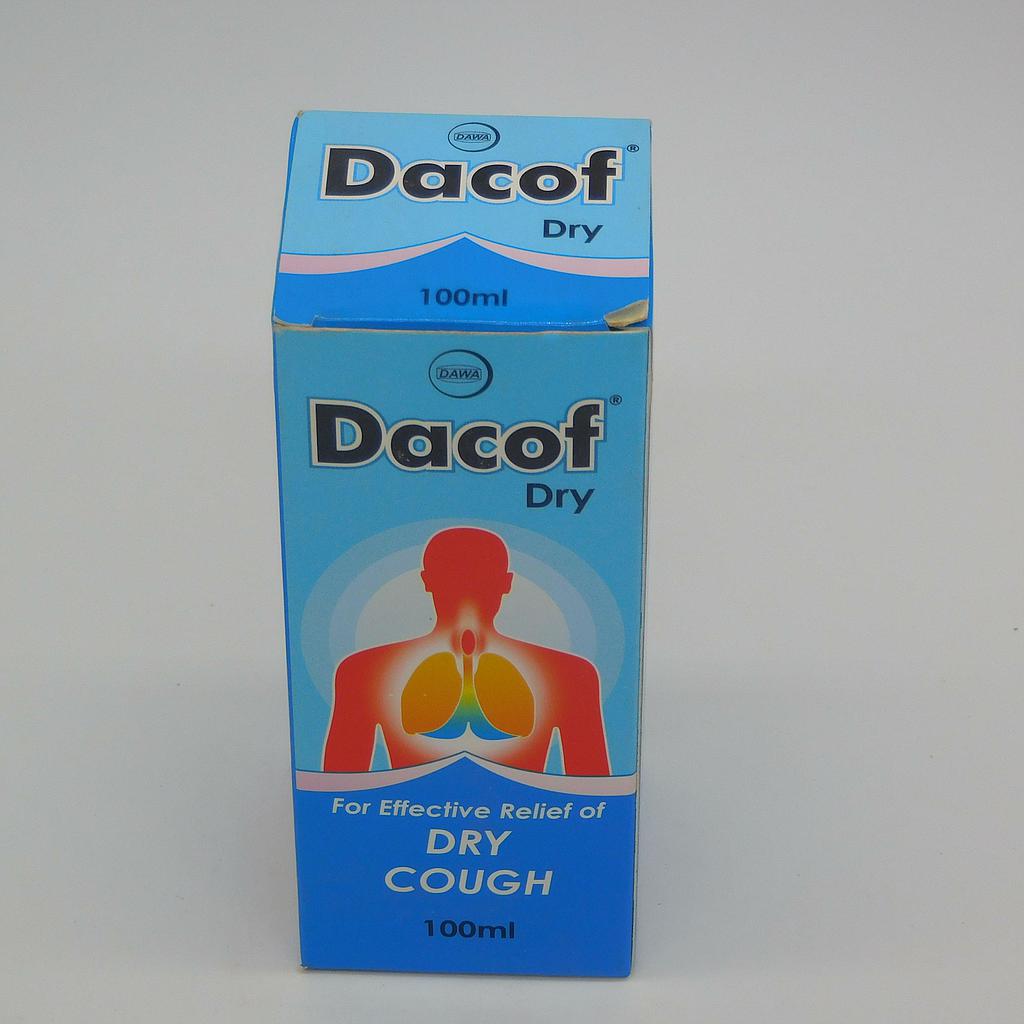 DAWA
Dacof®
Dry
100ml
DAWA
Dacof®
Dry
For Effective Relief of
DRY
COUGH
100ml